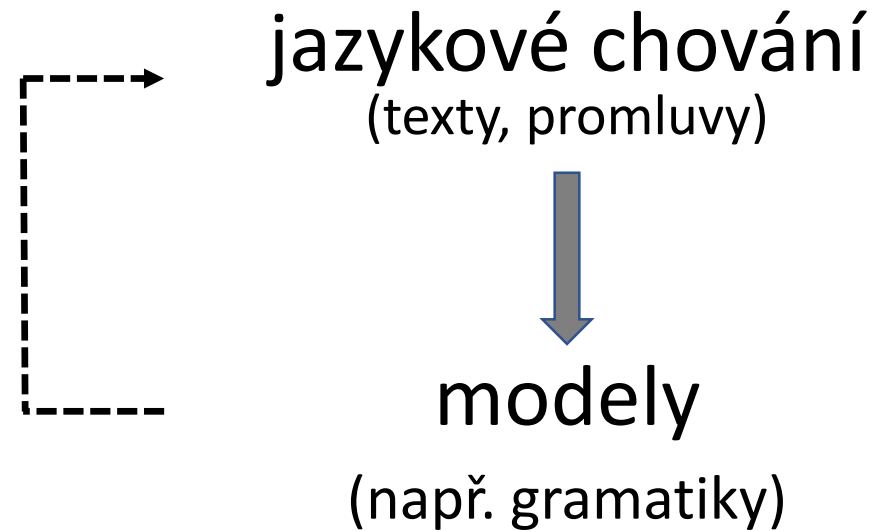 jazykové chování
(texty, promluvy)
modely
(např. gramatiky)